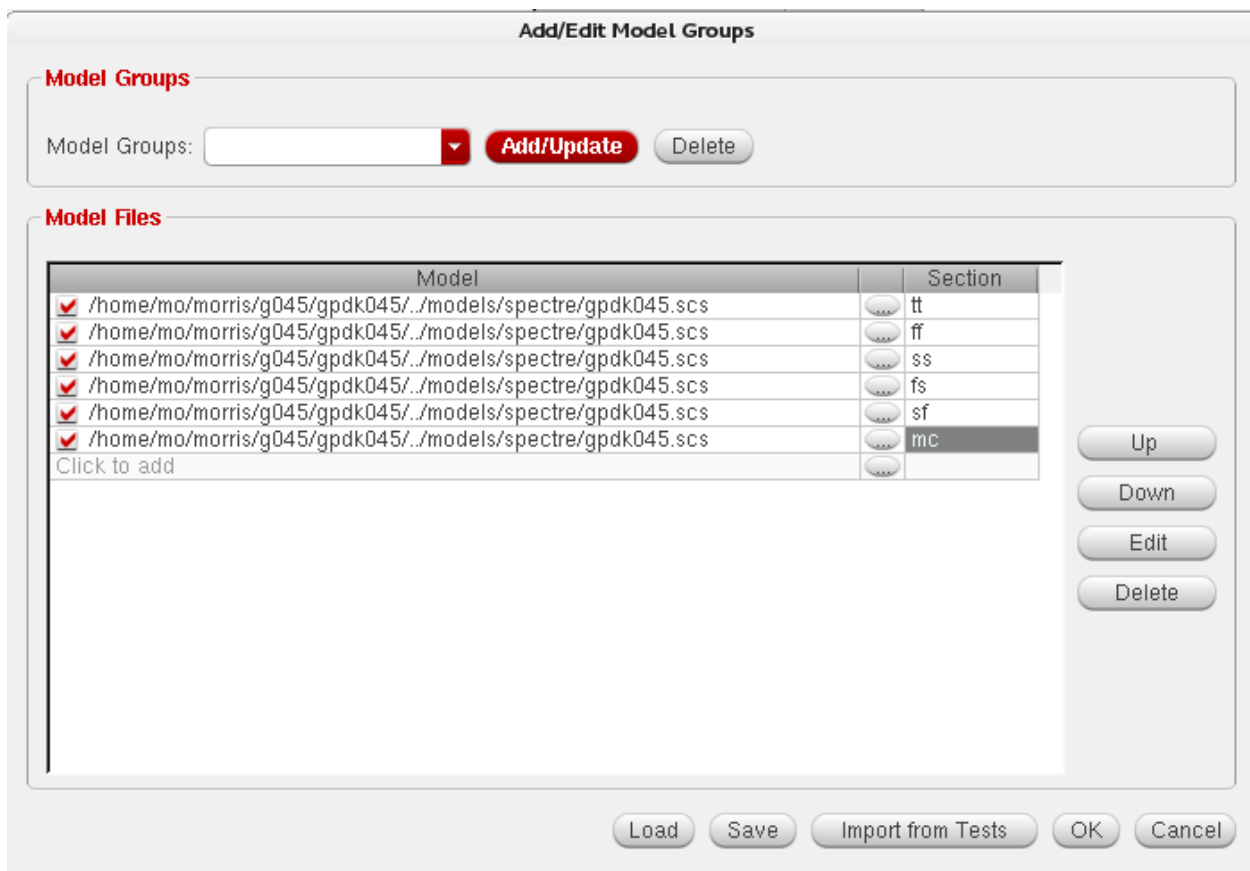 Add/Edit Model Groups
Model Groups
Model Groups:
Add/Update
Delete
Model Files
Model Section
/home/mo/morris/g045/gpdk045/../models/spectre/gpdk045.scs ... tt
/home/mo/morris/g045/gpdk045/../models/spectre/gpdk045.scs ... ff
/home/mo/morris/g045/gpdk045/../models/spectre/gpdk045.scs ... ss
/home/mo/morris/g045/gpdk045/../models/spectre/gpdk045.scs ... fs
/home/mo/morris/g045/gpdk045/../models/spectre/gpdk045.scs ... sf
/home/mo/morris/g045/gpdk045/../models/spectre/gpdk045.scs ... mc
Click to add ...
Up
Down
Edit
Delete
Load Save Import from Tests OK Cancel